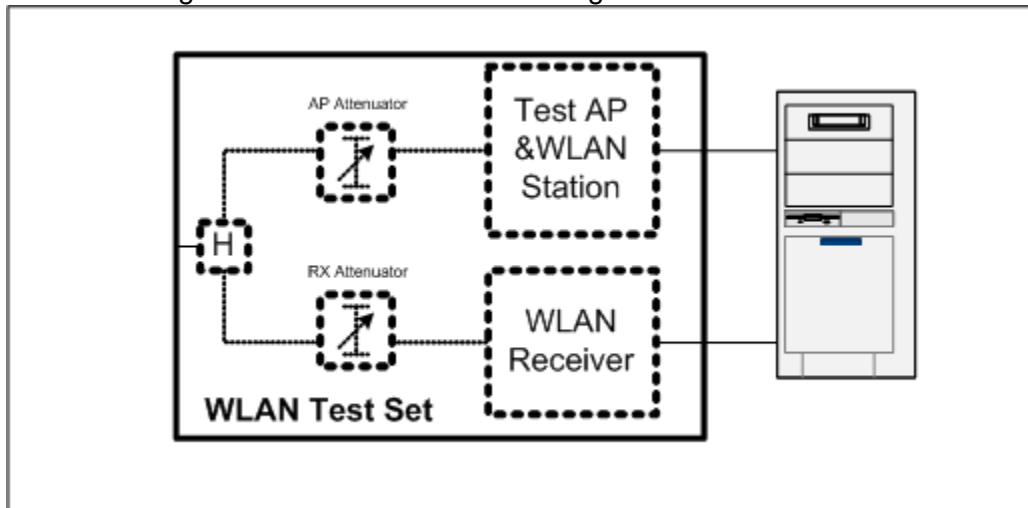 AP Attenuator
Test AP
&WLAN
Station
H
RX Attenuator
WLAN
Receiver
WLAN Test Set